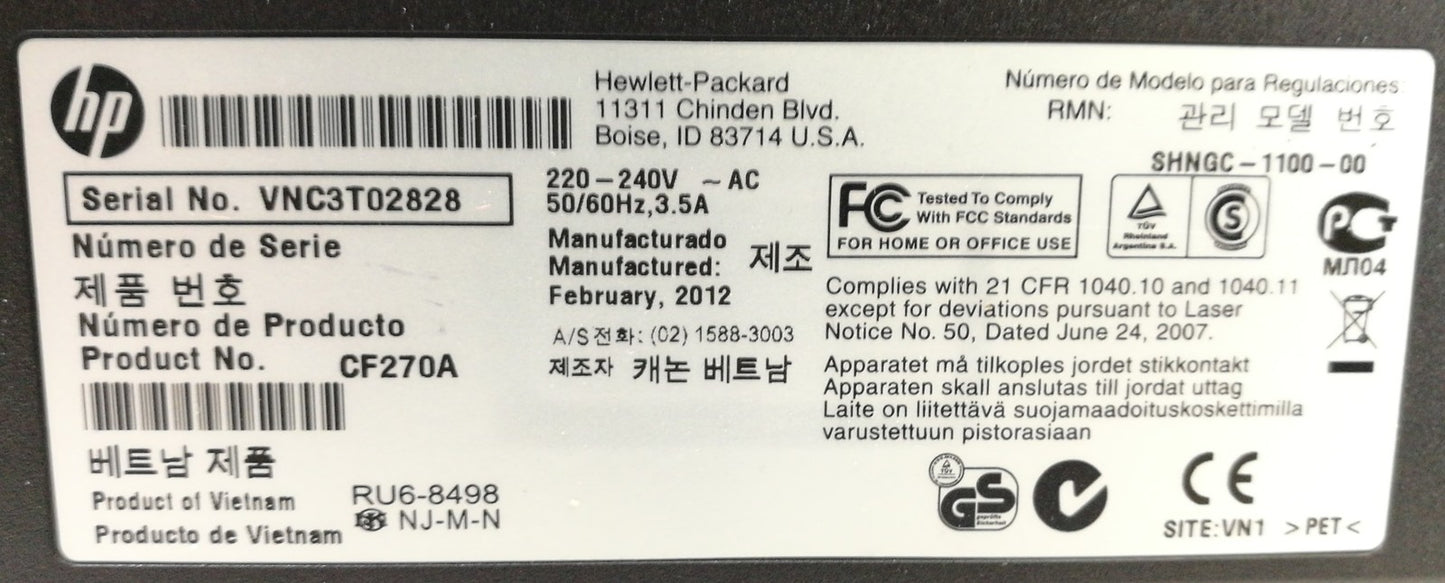 hp
Hewlett-Packard
11311 Chinden Blvd.
Boise, ID 83714 U.S.A.
Número de Modelo para Regulaciones:
RMN: 관리 모델 번호
SHNGC-1100-00
Serial No. VNC3T02828
Número de Serie
제품 번호
Número de Producto
Product No. CF270A
베트남 제품
Product of Vietnam
Producto de Vietnam
RU6-8498
NJ-M-N
220-240V ~ AC
50/60Hz,3.5A
Manufacturado
Manufactured: 제조
February, 2012
A/S전화: (02) 1588-3003
제조자 캐논 베트남
FC Tested To Comply
With FCC Standards
FOR HOME OR OFFICE USE
TÜV
Rheinland
Argentina S.A.
S
PCT
МЛ04
Complies with 21 CFR 1040.10 and 1040.11
except for deviations pursuant to Laser
Notice No. 50, Dated June 24, 2007.
Apparatet må tilkoples jordet stikkontakt
Apparaten skall anslutas till jordat uttag
Laite on liitettävä suojamaadoituskoskettimilla
varustettuun pistorasiaan
GS
geprüfte
Sicherheit
CE
SITE:VN1 >PET<